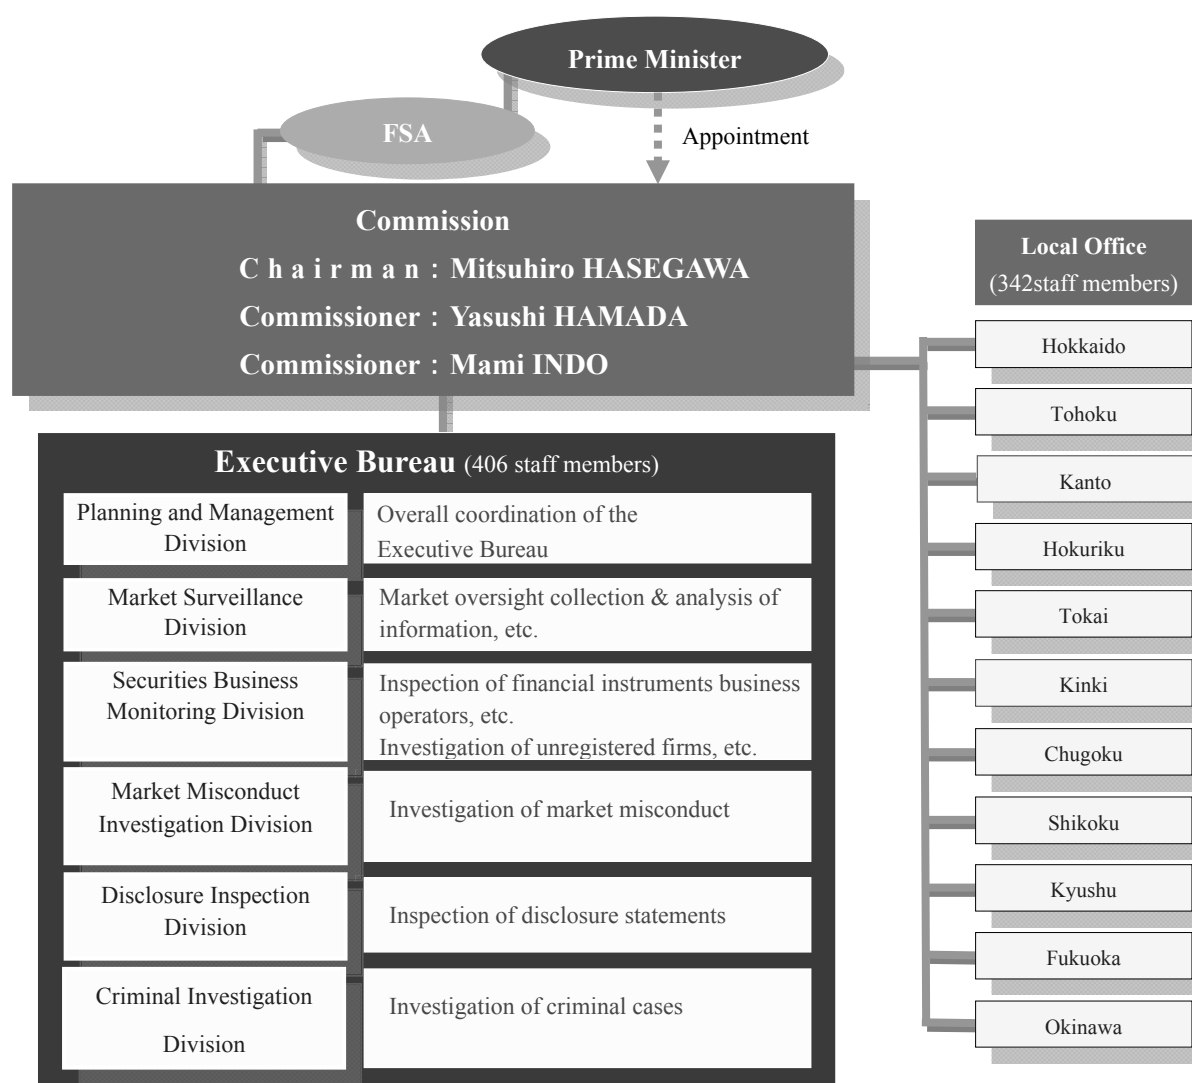 Prime Minister
FSA
Appointment
Commission
C h a i r m a n : Mitsuhiro HASEGAWA
Commissioner : Yasushi HAMADA
Commissioner : Mami INDO
Executive Bureau (406 staff members)
Planning and Management
Division
Overall coordination of the
Executive Bureau
Market Surveillance
Division
Market oversight collection & analysis of
information, etc.
Securities Business
Monitoring Division
Inspection of financial instruments business
operators, etc.
Investigation of unregistered firms, etc.
Market Misconduct
Investigation Division
Investigation of market misconduct
Disclosure Inspection
Division
Inspection of disclosure statements
Criminal Investigation
Division
Investigation of criminal cases
Local Office
(342staff members)
Hokkaido
Tohoku
Kanto
Hokuriku
Tokai
Kinki
Chugoku
Shikoku
Kyushu
Fukuoka
Okinawa